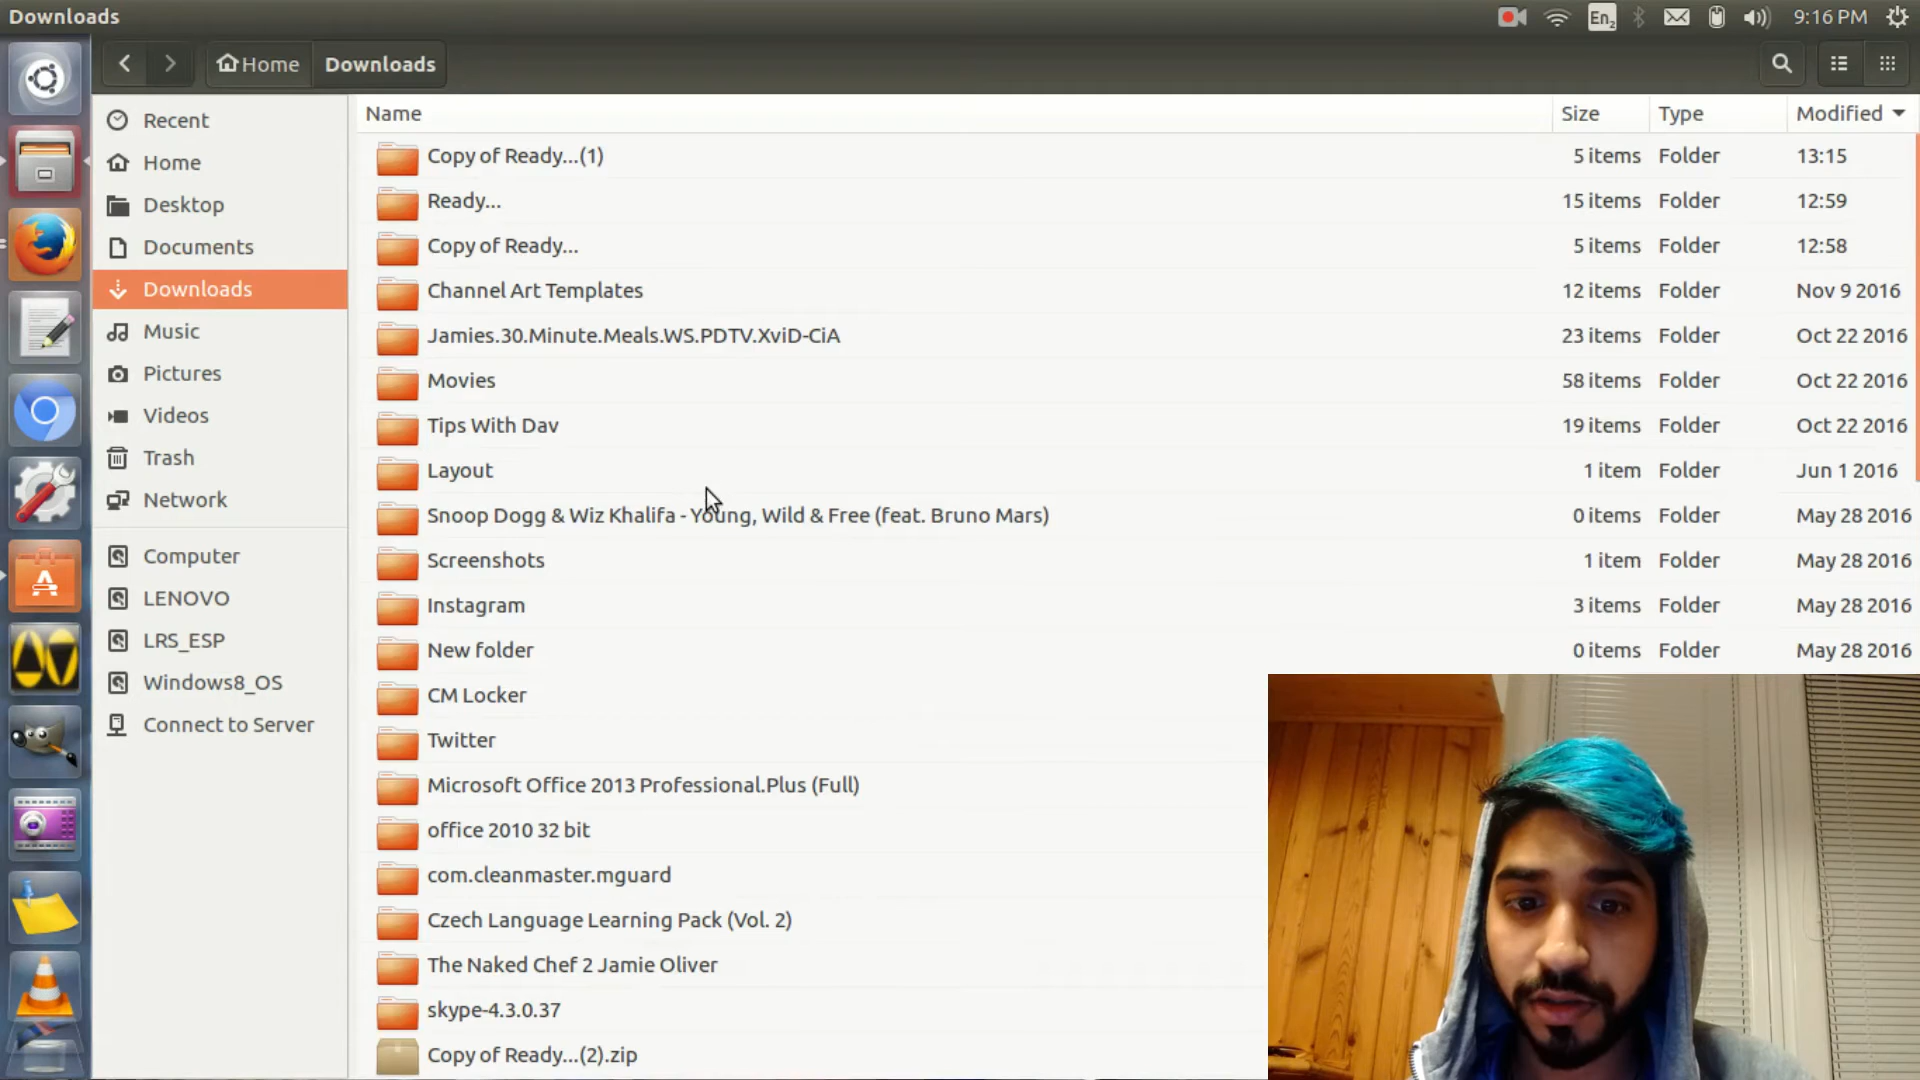 Downloads
En2 9:16 PM
Home Downloads
Recent
Home
Desktop
Documents
Downloads
Music
Pictures
Videos
Trash
Network
Computer
LENOVO
LRS_ESP
Windows8_OS
Connect to Server
Name Size Type Modified
Copy of Ready...(1) 5 items Folder 13:15
Ready... 15 items Folder 12:59
Copy of Ready... 5 items Folder 12:58
Channel Art Templates 12 items Folder Nov 9 2016
Jamies.30.Minute.Meals.WS.PDTV.XviD-CiA 23 items Folder Oct 22 2016
Movies 58 items Folder Oct 22 2016
Tips With Dav 19 items Folder Oct 22 2016
Layout 1 item Folder Jun 1 2016
Snoop Dogg & Wiz Khalifa - Young, Wild & Free (feat. Bruno Mars) 0 items Folder May 28 2016
Screenshots 1 item Folder May 28 2016
Instagram 3 items Folder May 28 2016
New folder 0 items Folder May 28 2016
CM Locker
Twitter
Microsoft Office 2013 Professional.Plus (Full)
office 2010 32 bit
com.cleanmaster.mguard
Czech Language Learning Pack (Vol. 2)
The Naked Chef 2 Jamie Oliver
skype-4.3.0.37
Copy of Ready...(2).zip